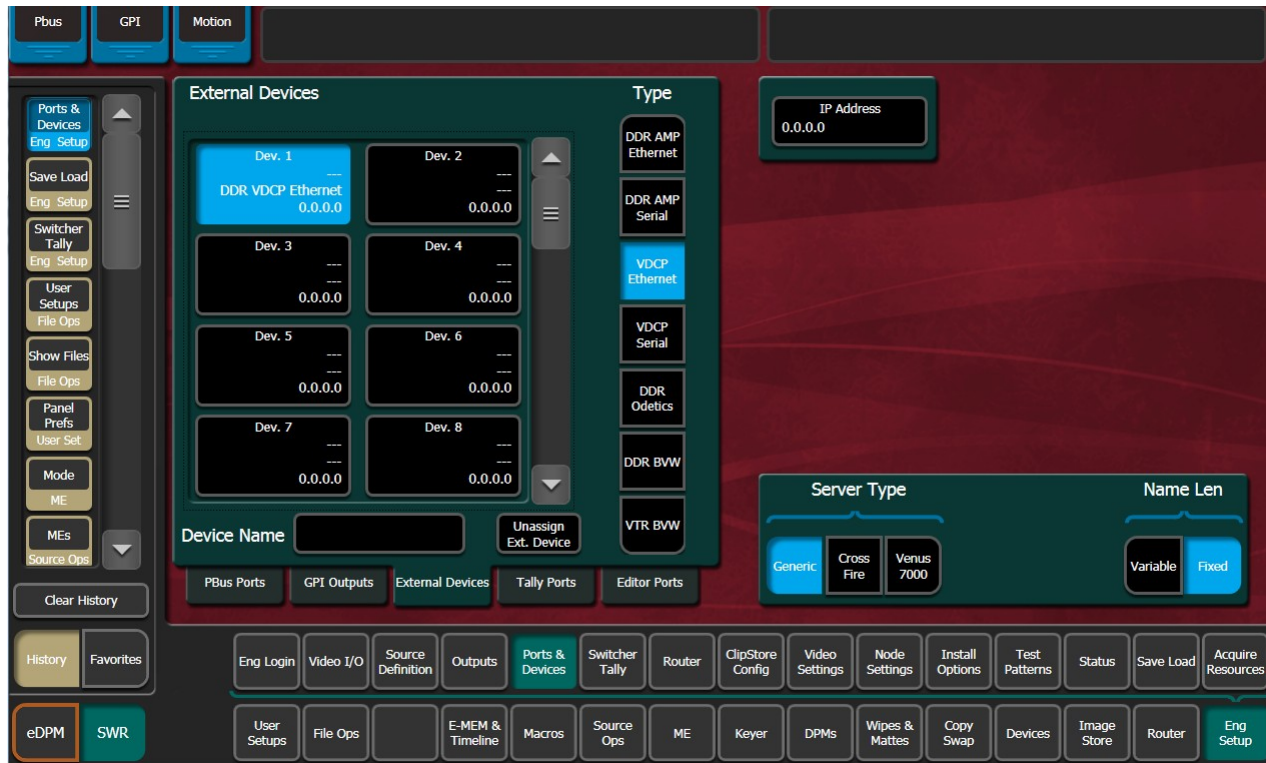 Pbus
GPI
Motion
Ports &
Devices
Eng Setup
Save Load
Eng Setup
Switcher
Tally
Eng Setup
User
Setups
File Ops
Show Files
File Ops
Panel
Prefs
User Set
Mode
ME
MEs
Source Ops
Clear History
History
Favorites
eDPM
SWR
External Devices
Dev. 1
---
DDR VDCP Ethernet
0.0.0.0
Dev. 2
---
---
0.0.0.0
Dev. 3
---
---
0.0.0.0
Dev. 4
---
---
0.0.0.0
Dev. 5
---
---
0.0.0.0
Dev. 6
---
---
0.0.0.0
Dev. 7
---
---
0.0.0.0
Dev. 8
---
---
0.0.0.0
Device Name
Unassign
Ext. Device
Type
DDR AMP
Ethernet
DDR AMP
Serial
VDCP
Ethernet
VDCP
Serial
DDR
Odetics
DDR BVW
VTR BVW
PBus Ports
GPI Outputs
External Devices
Tally Ports
Editor Ports
IP Address
0.0.0.0
Server Type
Generic
Cross
Fire
Venus
7000
Name Len
Variable
Fixed
Eng Login
Video I/O
Source
Definition
Outputs
Ports &
Devices
Switcher
Tally
Router
ClipStore
Config
Video
Settings
Node
Settings
Install
Options
Test
Patterns
Status
Save Load
Acquire
Resources
User
Setups
File Ops
E-MEM &
Timeline
Macros
Source
Ops
ME
Keyer
DPMs
Wipes &
Mattes
Copy
Swap
Devices
Image
Store
Router
Eng
Setup